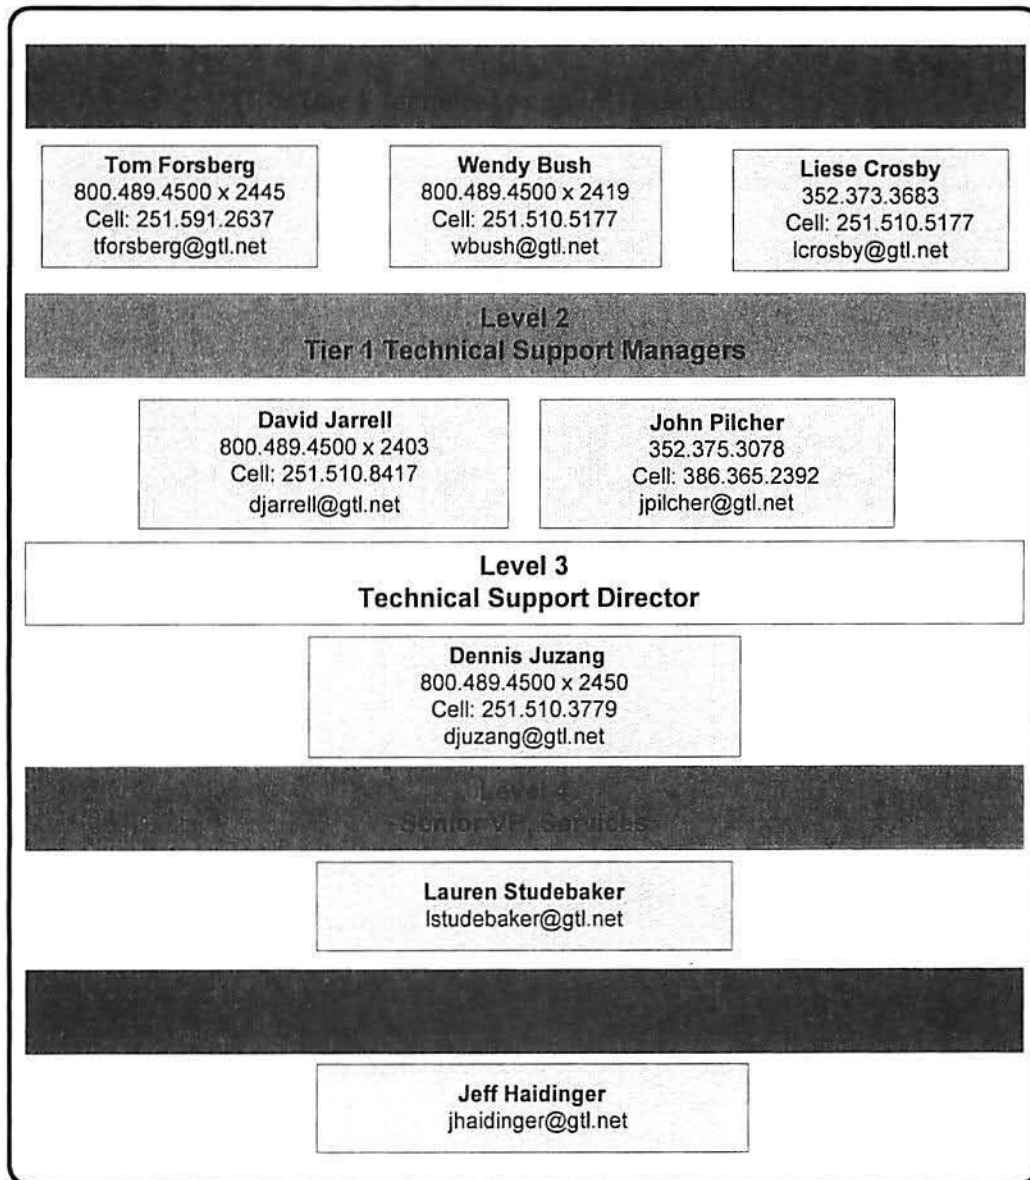 Tom Forsberg
800.489.4500 x 2445
Cell: 251.591.2637
tforsberg@gtl.net
Wendy Bush
800.489.4500 x 2419
Cell: 251.510.5177
wbush@gtl.net
Liese Crosby
352.373.3683
Cell: 251.510.5177
lcrosby@gtl.net
Level 2
Tier 1 Technical Support Managers
David Jarrell
800.489.4500 x 2403
Cell: 251.510.8417
djarrell@gtl.net
John Pilcher
352.375.3078
Cell: 386.365.2392
jpilcher@gtl.net
Level 3
Technical Support Director
Dennis Juzang
800.489.4500 x 2450
Cell: 251.510.3779
djuzang@gtl.net
Level 4
Senior VP, Services
Lauren Studebaker
lstudebaker@gtl.net
Jeff Haidinger
jhaidinger@gtl.net